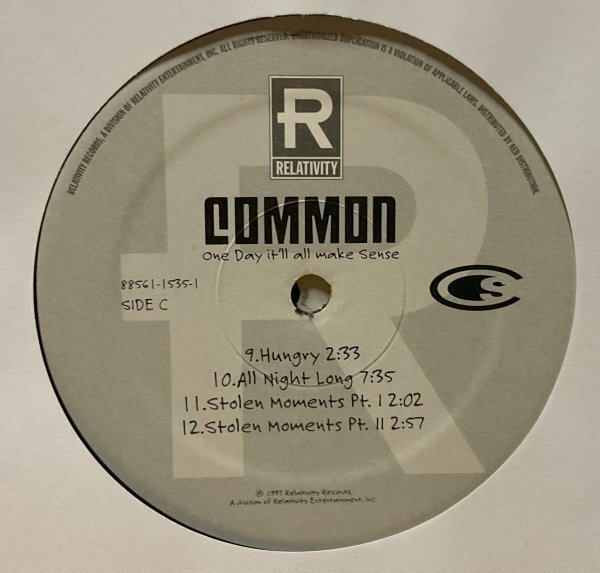 RELATIVITY RECORDS, A DIVISION OF RELATIVITY ENTERTAINMENT, INC. ALL RIGHTS RESERVED. UNAUTHORIZED DUPLICATION IS A VIOLATION OF APPLICABLE LAWS. DISTRIBUTED BY RED DISTRIBUTION.
R
RELATIVITY
COMMON
One Day it'll all make Sense
88561-1535-1
SIDE C
CS
9.Hungry 2:33
10.All Night Long 7:35
11.Stolen Moments Pt. I 2:02
12.Stolen Moments Pt. II 2:57
℗ 1997 Relativity Records
A division of Relativity Entertainment, Inc.